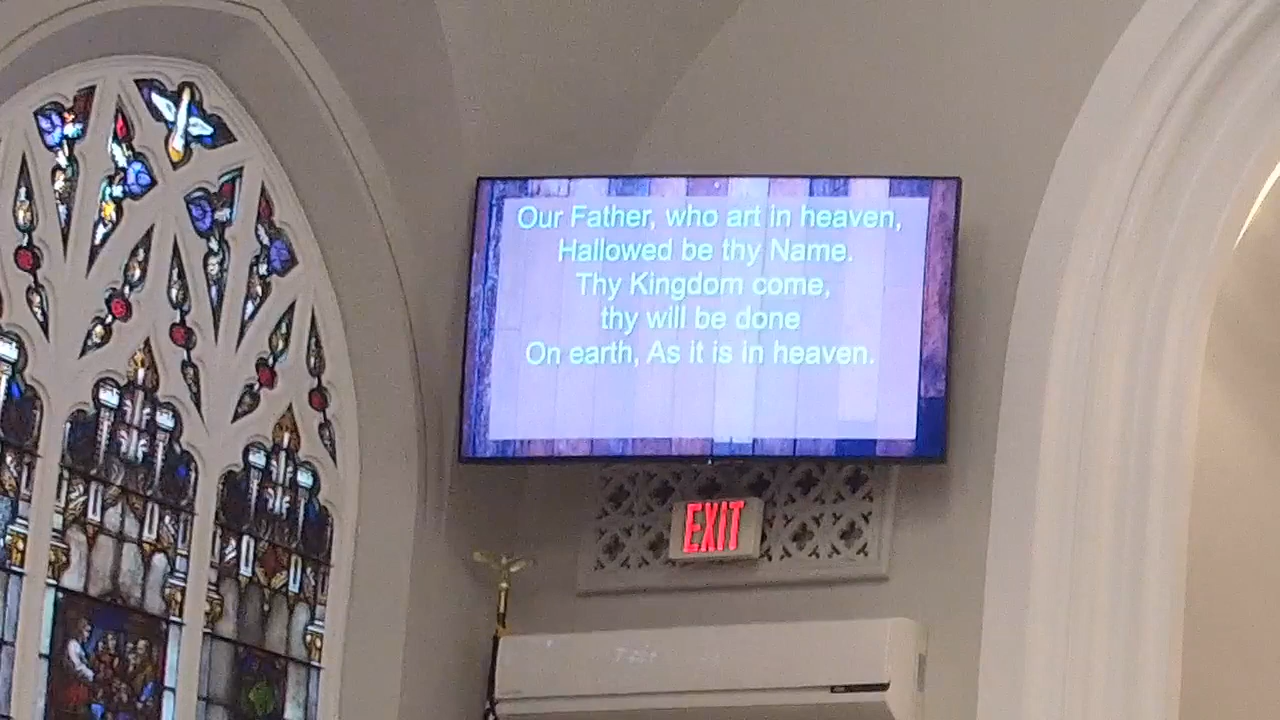 Our Father, who art in heaven,
Hallowed be thy Name.
Thy Kingdom come,
thy will be done
On earth, As it is in heaven.
EXIT